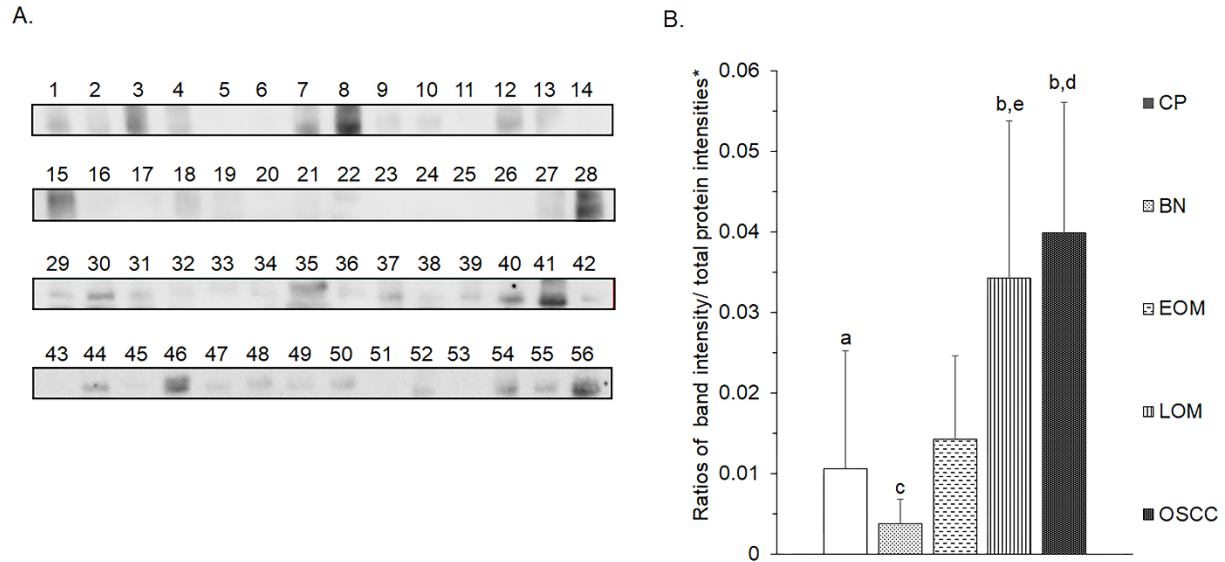 A.
1 2 3 4 5 6 7 8 9 10 11 12 13 14
15 16 17 18 19 20 21 22 23 24 25 26 27 28
29 30 31 32 33 34 35 36 37 38 39 40 41 42
43 44 45 46 47 48 49 50 51 52 53 54 55 56
B.
Ratios of band intensity/ total protein intensities*
0.06
0.05
0.04
0.03
0.02
0.01
0
a
c
b,e
b,d
CP
BN
EOM
LOM
OSCC